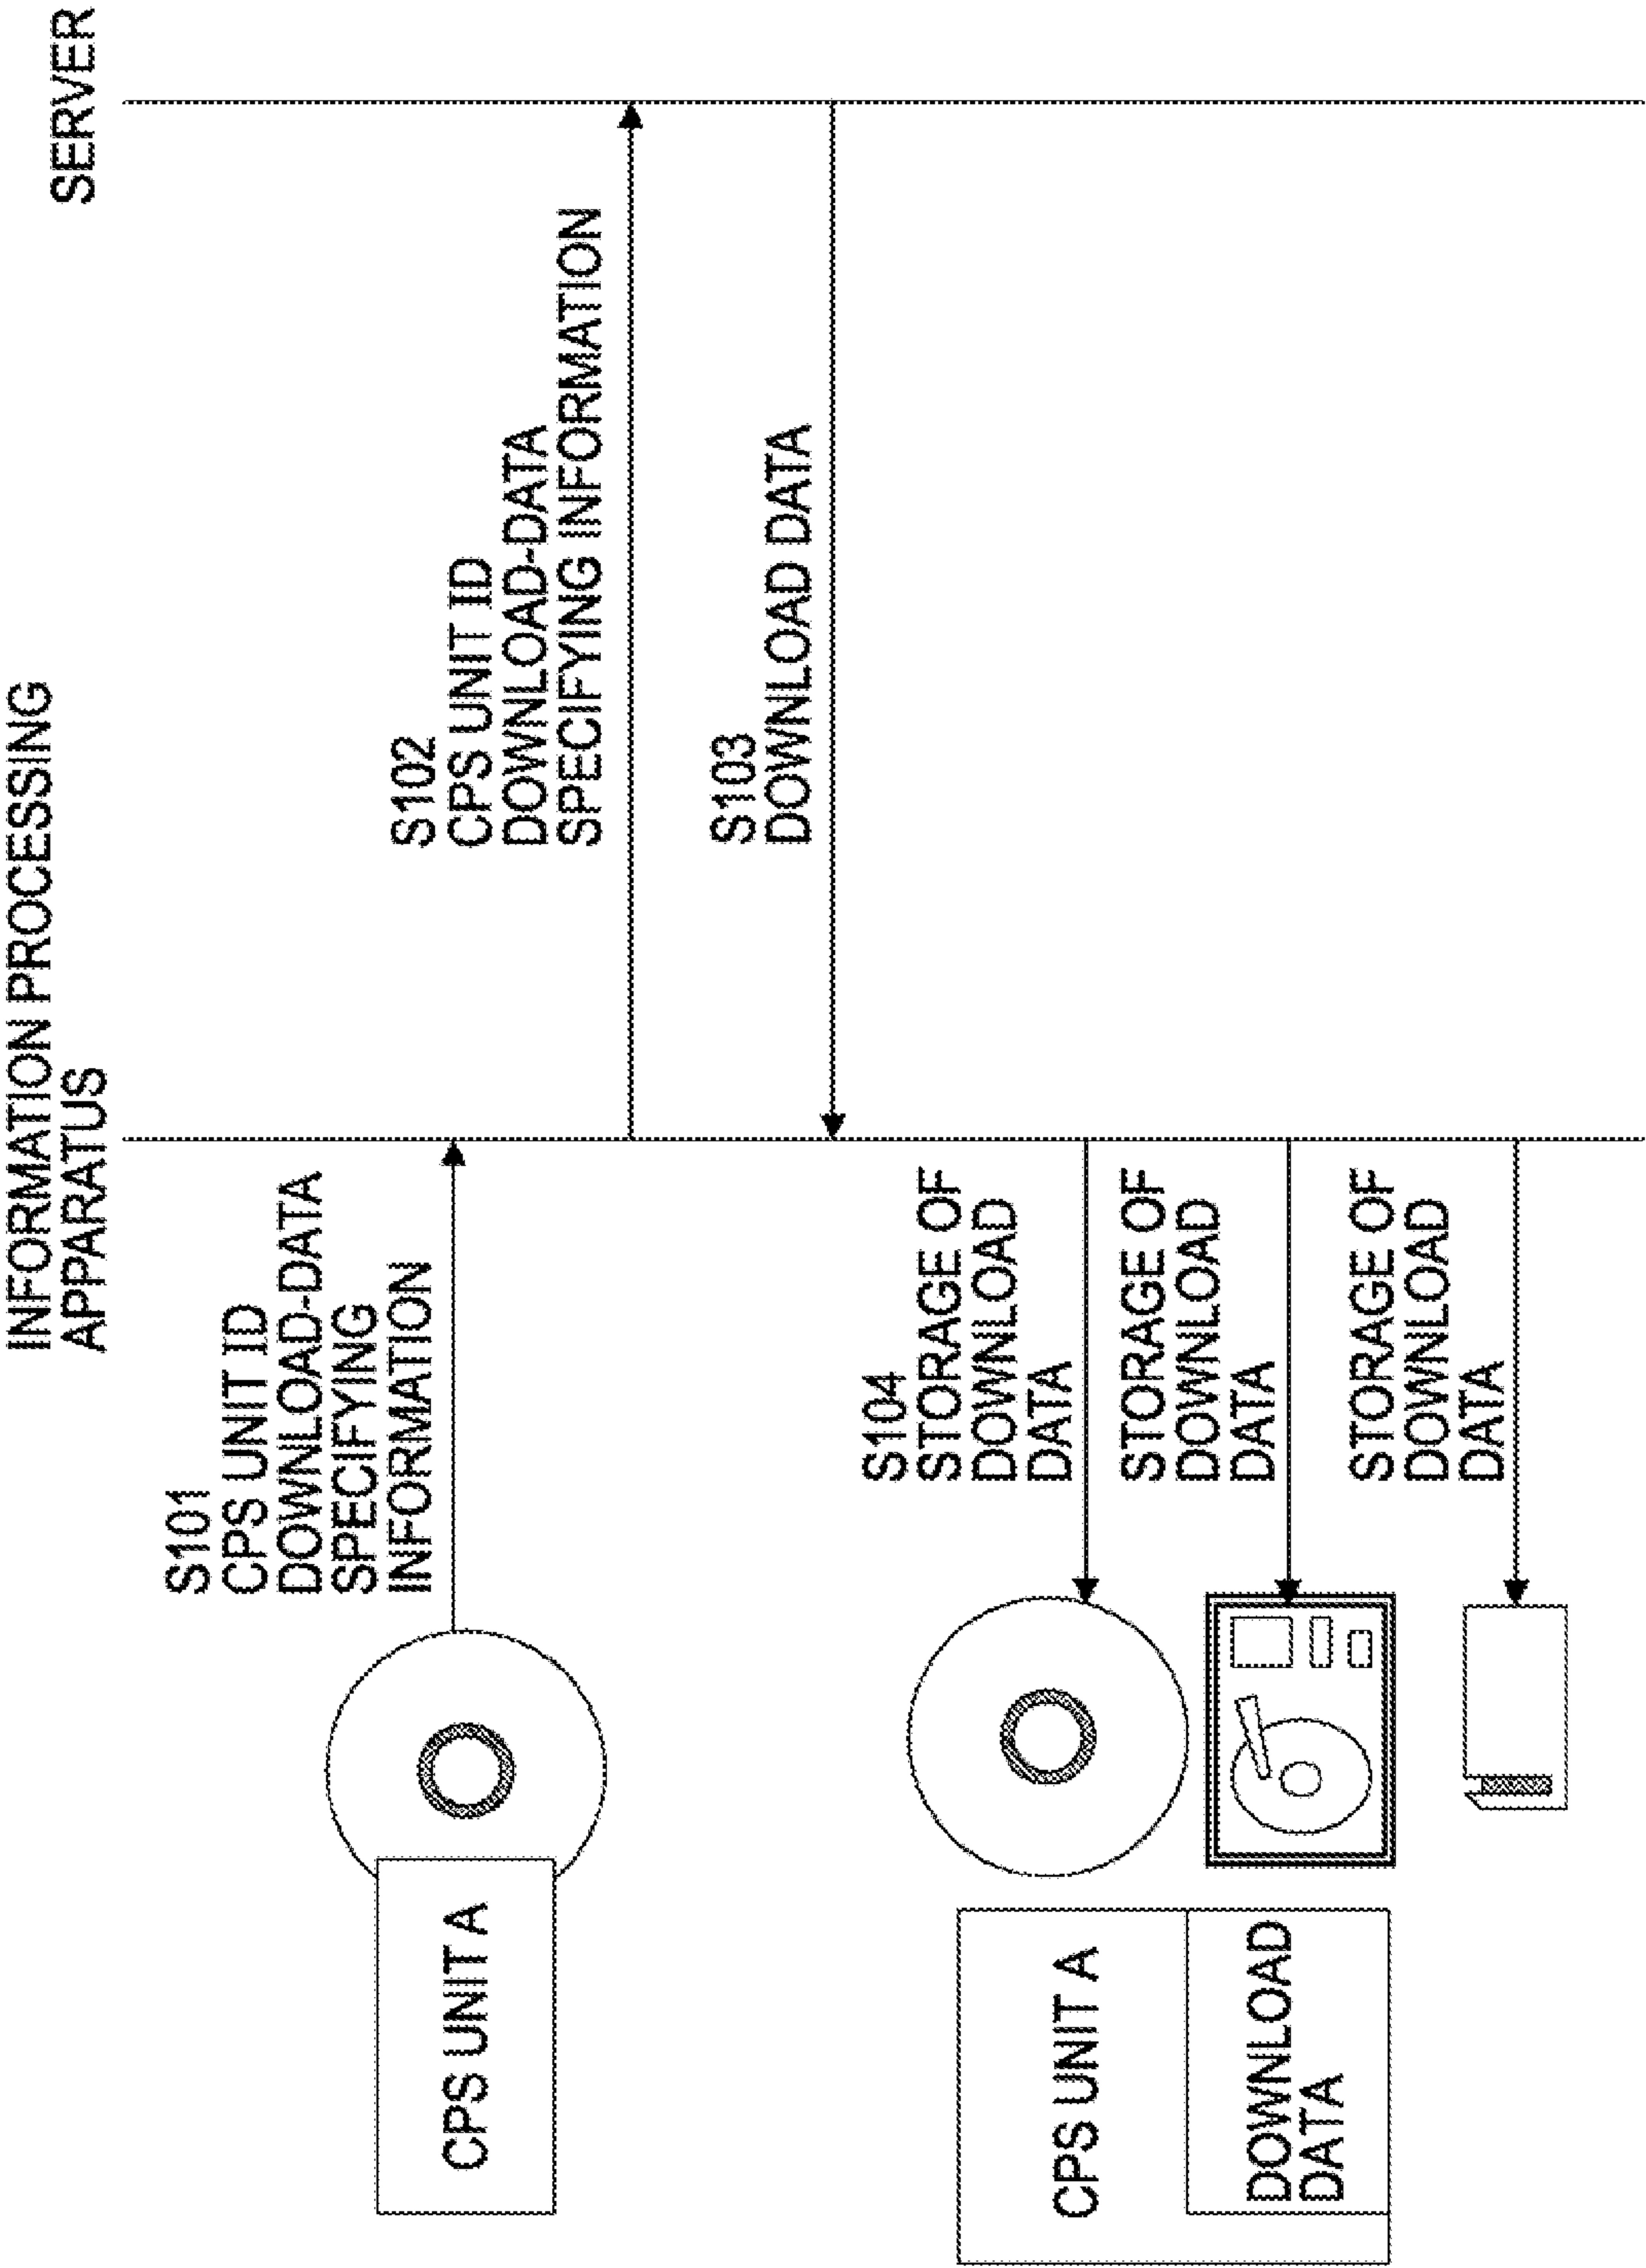 INFORMATION PROCESSING
APPARATUS
SERVER
S101
CPS UNIT ID
DOWNLOAD-DATA
SPECIFYING
INFORMATION
CPS UNIT A
S102
CPS UNIT ID
DOWNLOAD-DATA
SPECIFYING INFORMATION
S103
DOWNLOAD DATA
S104
STORAGE OF
DOWNLOAD
DATA
STORAGE OF
DOWNLOAD
DATA
STORAGE OF
DOWNLOAD
DATA
CPS UNIT A
DOWNLOAD
DATA